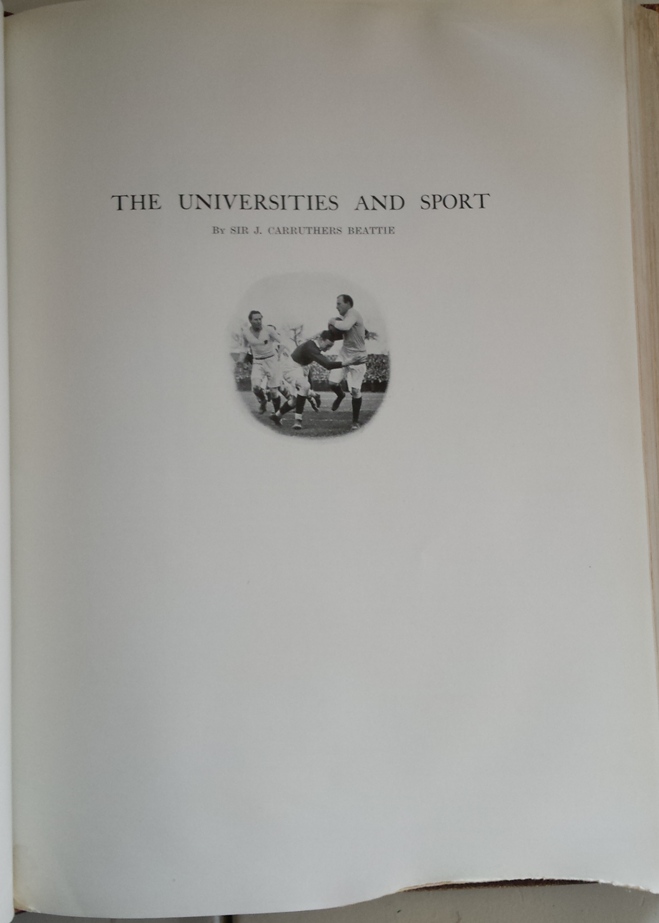 THE UNIVERSITIES AND SPORT
By SIR J. CARRUTHERS BEATTIE